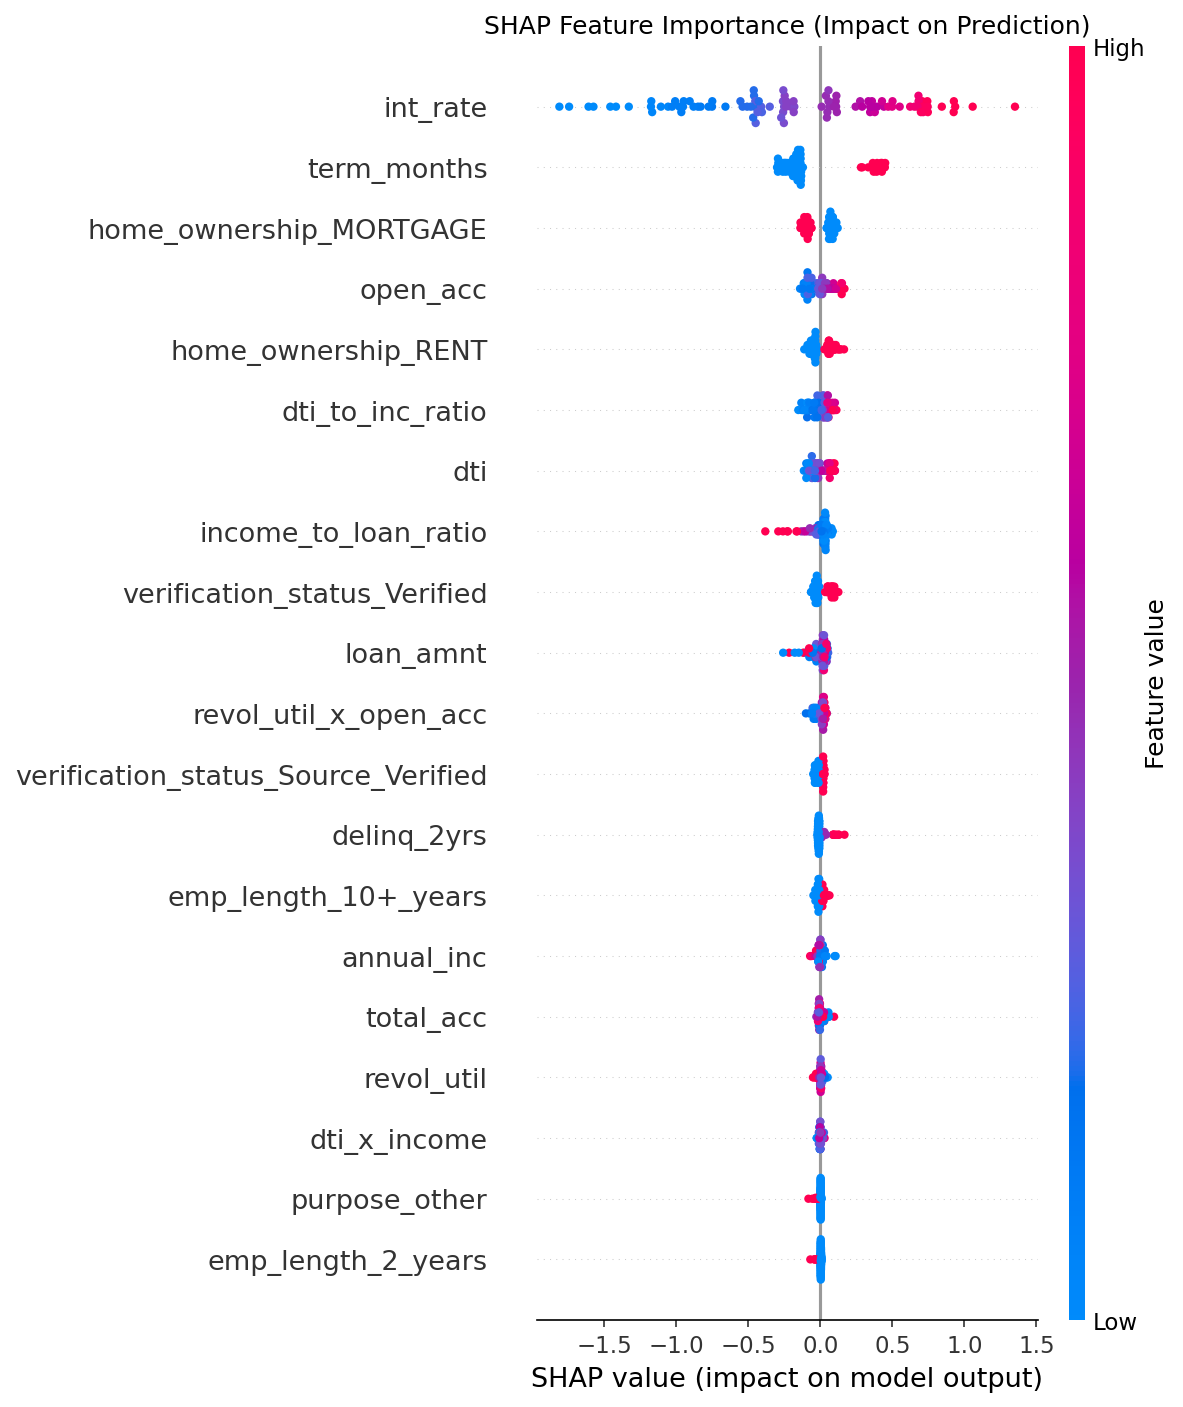 SHAP Feature Importance (Impact on Prediction)
High
int_rate
term_months
home_ownership_MORTGAGE
open_acc
home_ownership_RENT
dti_to_inc_ratio
dti
income_to_loan_ratio
verification_status_Verified
loan_amnt
revol_util_x_open_acc
verification_status_Source_Verified
delinq_2yrs
emp_length_10+_years
annual_inc
total_acc
revol_util
dti_x_income
purpose_other
emp_length_2_years
Feature value
Low
−1.5 −1.0 −0.5 0.0 0.5 1.0 1.5
SHAP value (impact on model output)